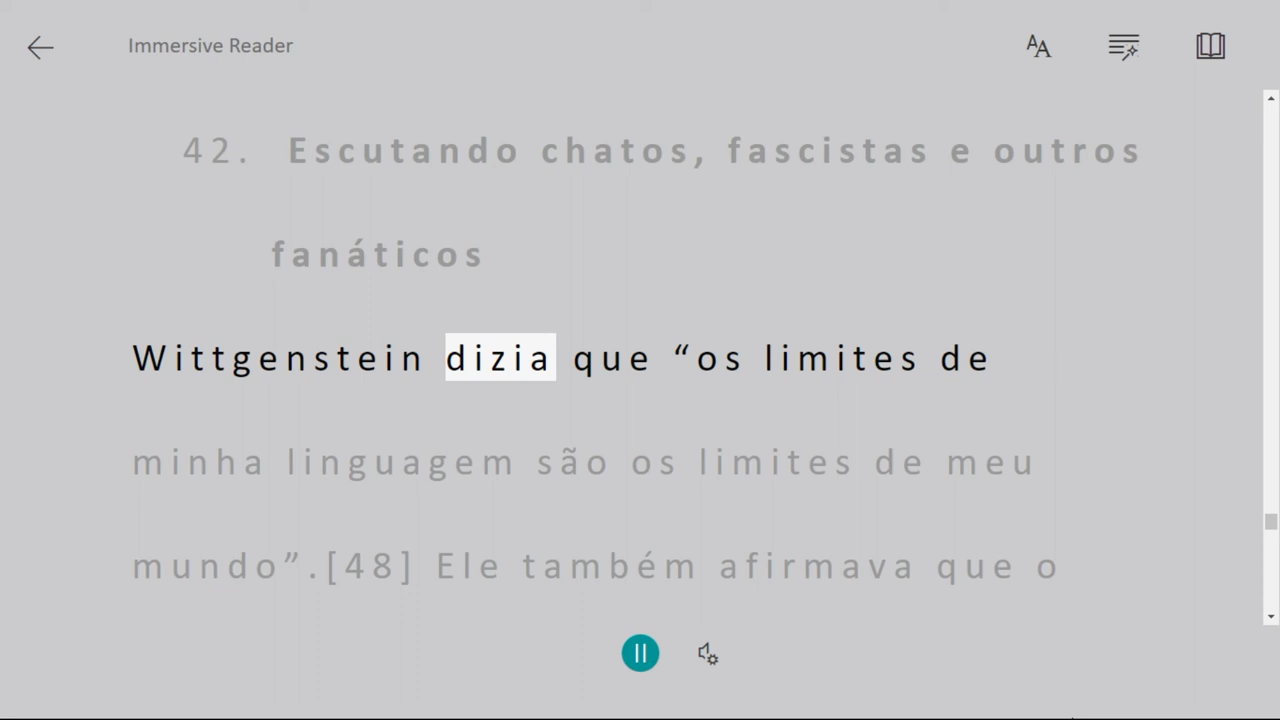 Immersive Reader
42. Escutando chatos, fascistas e outros
fanáticos
Wittgenstein dizia que “os limites de
minha linguagem são os limites de meu
mundo”.[48] Ele também afirmava que o